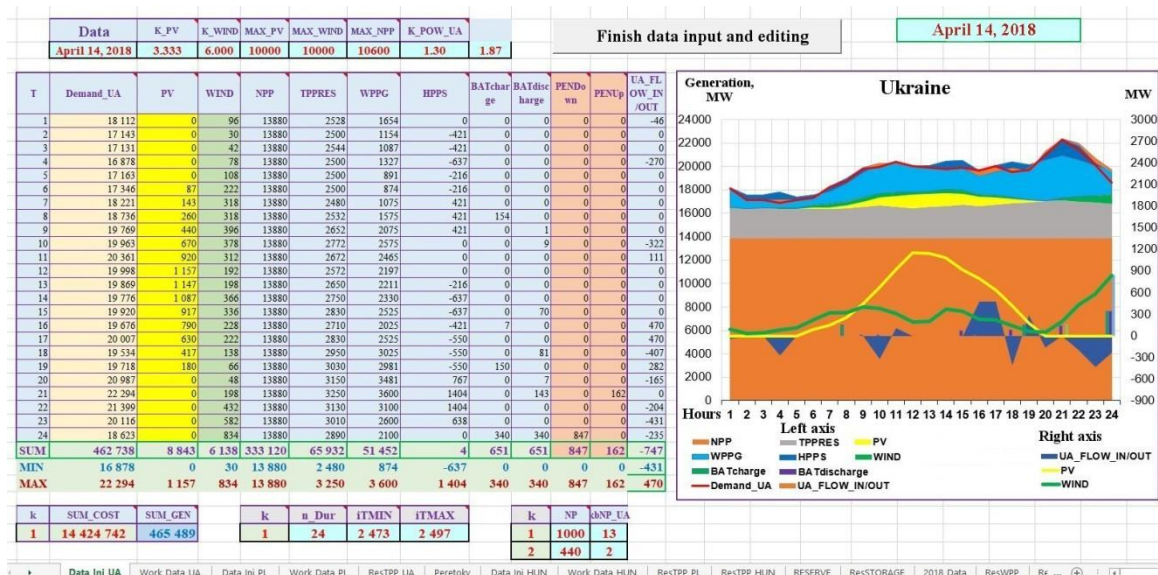 Data K_PV K_WIND MAX_PV MAX_WIND MAX_NPP K_POW_UA
April 14, 2018 3.333 6.000 10000 10000 10600 1.30 1.87
Finish data input and editing
April 14, 2018
T Demand_UA PV WIND NPP TPPRES WPPG HPPS BATcharge BATdischarge PENDown PENUp UA_FLOW_IN/OUT
1 18 112 0 96 13880 2528 1654 0 0 0 0 0 -46
2 17 143 0 30 13880 2500 1154 -421 0 0 0 0 0
3 17 131 0 42 13880 2544 1087 -421 0 0 0 0 0
4 16 878 0 78 13880 2500 1327 -637 0 0 0 0 -270
5 17 163 0 108 13880 2500 891 -216 0 0 0 0 0
6 17 346 87 222 13880 2500 874 -216 0 0 0 0 0
7 18 221 143 318 13880 2480 1075 421 0 0 0 0 0
8 18 736 260 318 13880 2532 1575 421 154 0 0 0 0
9 19 769 440 396 13880 2652 2075 421 0 1 0 0 0
10 19 963 670 378 13880 2772 2575 0 0 9 0 0 -322
11 20 361 920 312 13880 2672 2465 0 0 0 0 0 111
12 19 998 1 157 192 13880 2572 2197 0 0 0 0 0 0
13 19 869 1 147 198 13880 2650 2211 -216 0 0 0 0 0
14 19 776 1 087 366 13880 2750 2330 -637 0 0 0 0 0
15 19 920 917 336 13880 2830 2525 -637 0 70 0 0 0
16 19 676 790 228 13880 2710 2025 -421 7 0 0 0 470
17 20 007 630 222 13880 2830 2525 -550 0 0 0 0 470
18 19 534 417 138 13880 2950 3025 -550 0 81 0 0 -407
19 19 718 180 66 13880 3030 2981 -550 150 0 0 0 282
20 20 987 0 48 13880 3150 3481 767 0 7 0 0 -165
21 22 294 0 198 13880 3250 3600 1404 0 143 0 162 0
22 21 399 0 432 13880 3130 3100 1404 0 0 0 0 -204
23 20 116 0 582 13880 3010 2600 638 0 0 0 0 -431
24 18 623 0 834 13880 2890 2100 0 340 340 847 0 -235
SUM 462 738 8 843 6 138 333 120 65 932 51 452 4 651 651 847 162 -747
MIN 16 878 0 30 13 880 2 480 874 -637 0 0 0 0 -431
MAX 22 294 1 157 834 13 880 3 250 3 600 1 404 340 340 847 162 470
k SUM_COST SUM_GEN
1 14 424 742 465 489
k n_Dur iTMIN iTMAX
1 24 2 473 2 497
k NP kbNP_UA
1 1000 13
2 440 2
Generation, MW
Ukraine
MW
24000 3000
22000 2700
20000 2400
18000 2100
16000 1800
14000 1500
12000 1200
10000 900
8000 600
6000 300
4000 0
2000 -300
0 -600
-900
Hours 1 2 3 4 5 6 7 8 9 10 11 12 13 14 15 16 17 18 19 20 21 22 23 24
Left axis
Right axis
NPP TPPRES PV
WPPG HPPS WIND
BATcharge BATdischarge
Demand_UA UA_FLOW_IN/OUT
UA_FLOW_IN/OUT
PV
WIND
Data Ini UA Work Data UA Data Ini PL Work Data PL ResTPP UA Peretoky Data Ini HUN Work Data HUN ResTPP PL ResTPP HUN RESERVE ResSTORAGE 2018 Data ResWPP